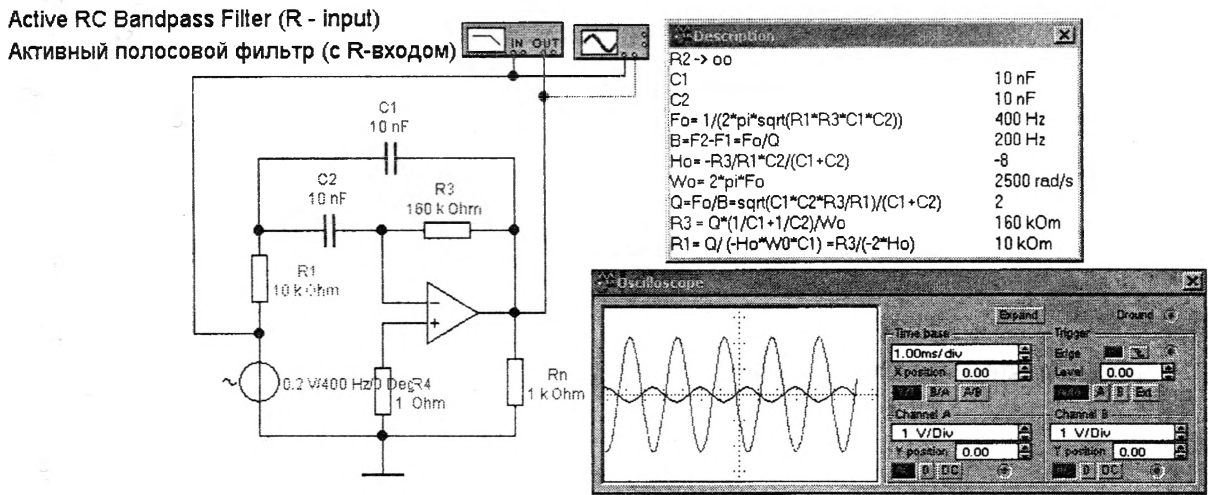 Active RC Bandpass Filter (R - input)
Активный полосовой фильтр (с R-входом)
IN OUT
C1
10 nF
C2
10 nF
R3
160 k Ohm
R1
10 k Ohm
0.2 V/400 Hz/0 Deg
R4
1 Ohm
Rn
1 k Ohm
Description
R2 -> oo
C1 10 nF
C2 10 nF
Fo= 1/(2*pi*sqrt(R1*R3*C1*C2)) 400 Hz
B=F2-F1=Fo/Q 200 Hz
Ho= -R3/R1*C2/(C1+C2) -8
Wo= 2*pi*Fo 2500 rad/s
Q=Fo/B=sqrt(C1*C2*R3/R1)/(C1+C2) 2
R3 = Q*(1/C1+1/C2)/Wo 160 kOm
R1= Q/ (-Ho*W0*C1) =R3/(-2*Ho) 10 kOm
Oscilloscope
Expand
Ground
Time base
Trigger
1.00ms/div
Edge
X position 0.00
Level 0.00
B/A A/B
A B Ext
Channel A
Channel B
1 V/Div
1 V/Div
Y position 0.00
Y position 0.00
0 DC
0 DC